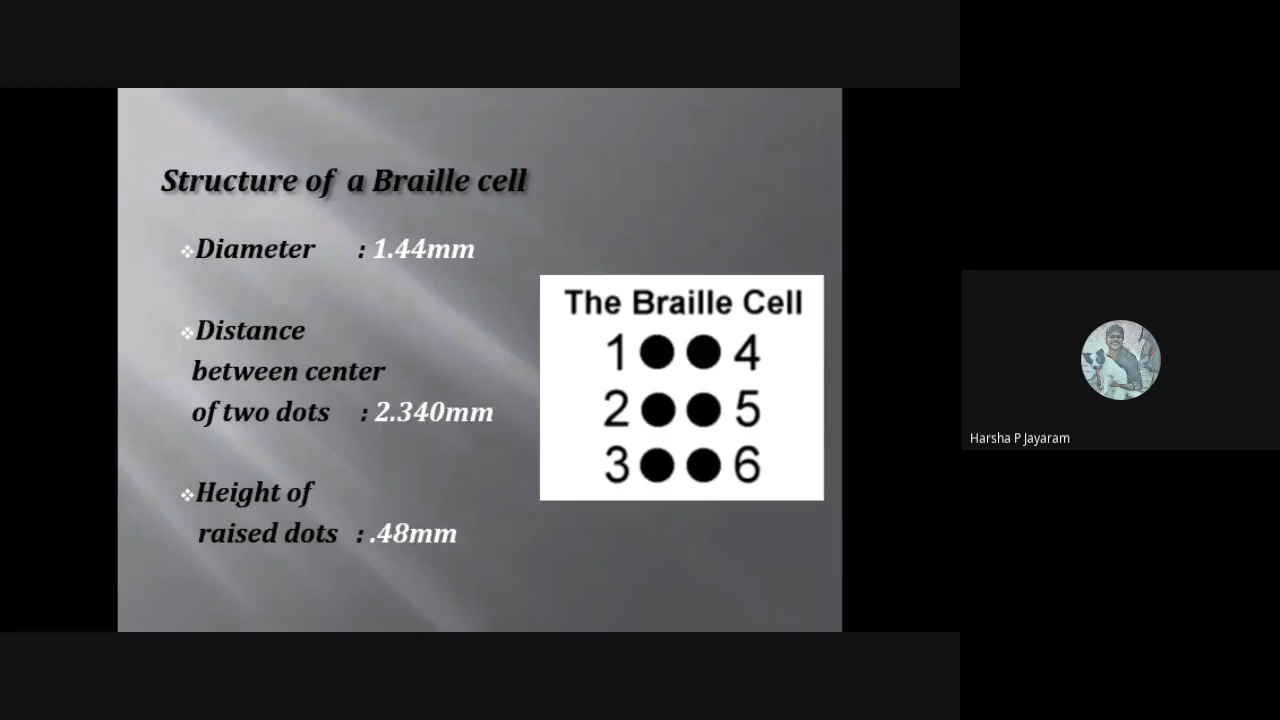 Structure of a Braille cell
❖Diameter : 1.44mm
❖Distance
between center
of two dots : 2.340mm
❖Height of
raised dots : .48mm
The Braille Cell
1 4
2 5
3 6
Harsha P Jayaram